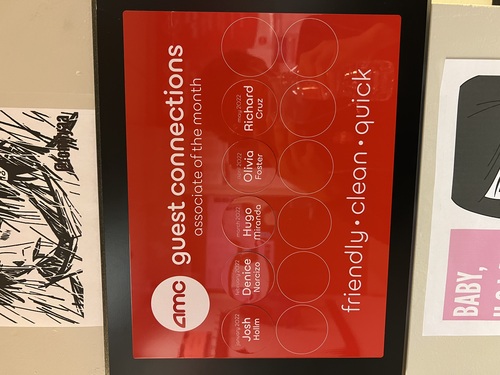 amc
guest connections
associate of the month
january 2022
february 2022
march 2022
april 2022
may 2022
Josh
Denice
Hugo
Olivia
Richard
Hollm
Narcizo
Miranda
Foster
Cruz
friendly • clean • quick
BABY,